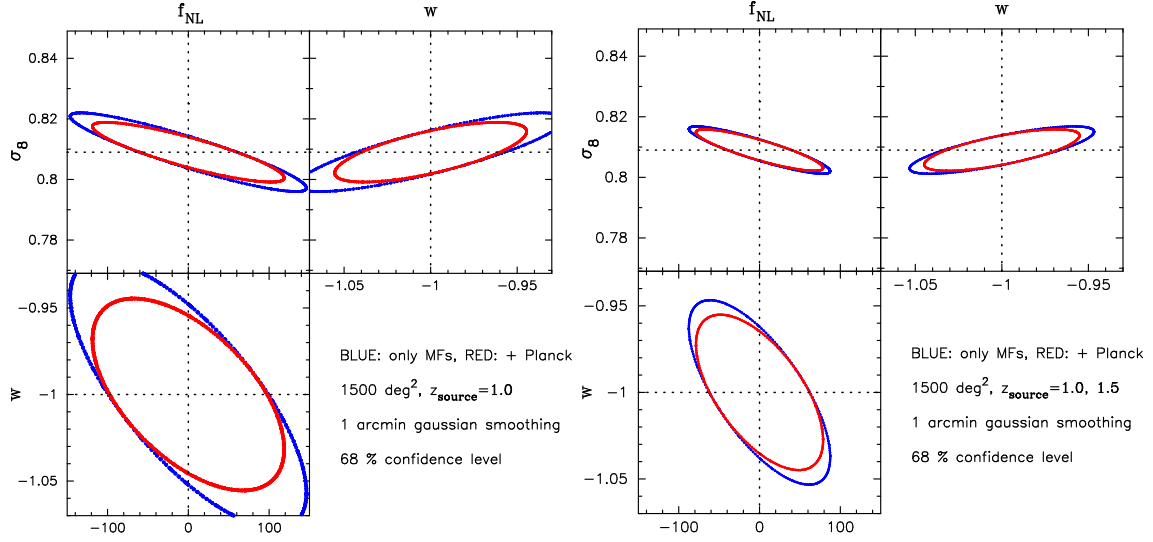 f_NL w
0.84
0.82
σ_8
0.8
0.78
−1.05 −1 −0.95
−0.95
w
−1
−1.05
−100 0 100
BLUE: only MFs, RED: + Planck
1500 deg², z_source=1.0
1 arcmin gaussian smoothing
68 % confidence level
f_NL w
0.84
0.82
σ_8
0.8
0.78
−1.05 −1 −0.95
−0.95
w
−1
−1.05
−100 0 100
BLUE: only MFs, RED: + Planck
1500 deg², z_source=1.0, 1.5
1 arcmin gaussian smoothing
68 % confidence level